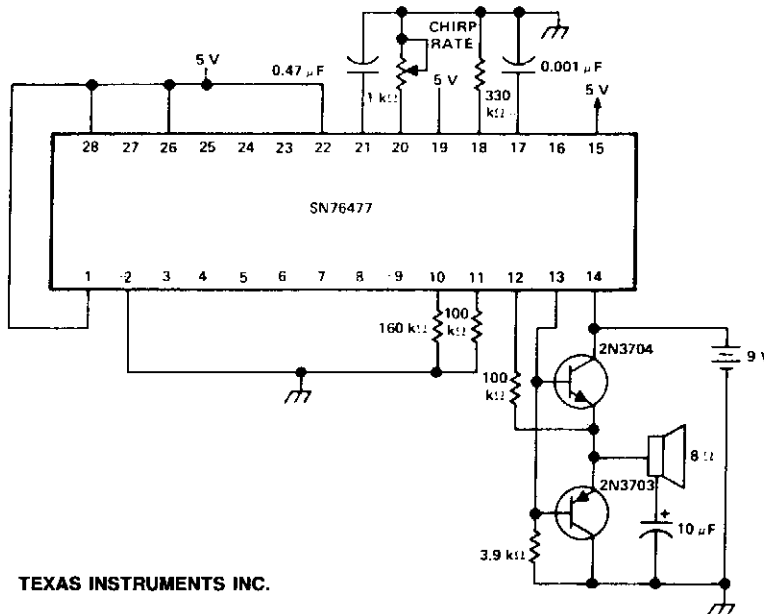 CHIRP
RATE
5 V
0.47 µF
1 kΩ
5 V
330
kΩ
0.001 µF
5 V
28 27 26 25 24 23 22 21 20 19 18 17 16 15
SN76477
1 2 3 4 5 6 7 8 9 10 11 12 13 14
160 kΩ
100
kΩ
100
kΩ
2N3704
9 V
8 Ω
2N3703
+
10 µF
3.9 kΩ
TEXAS INSTRUMENTS INC.